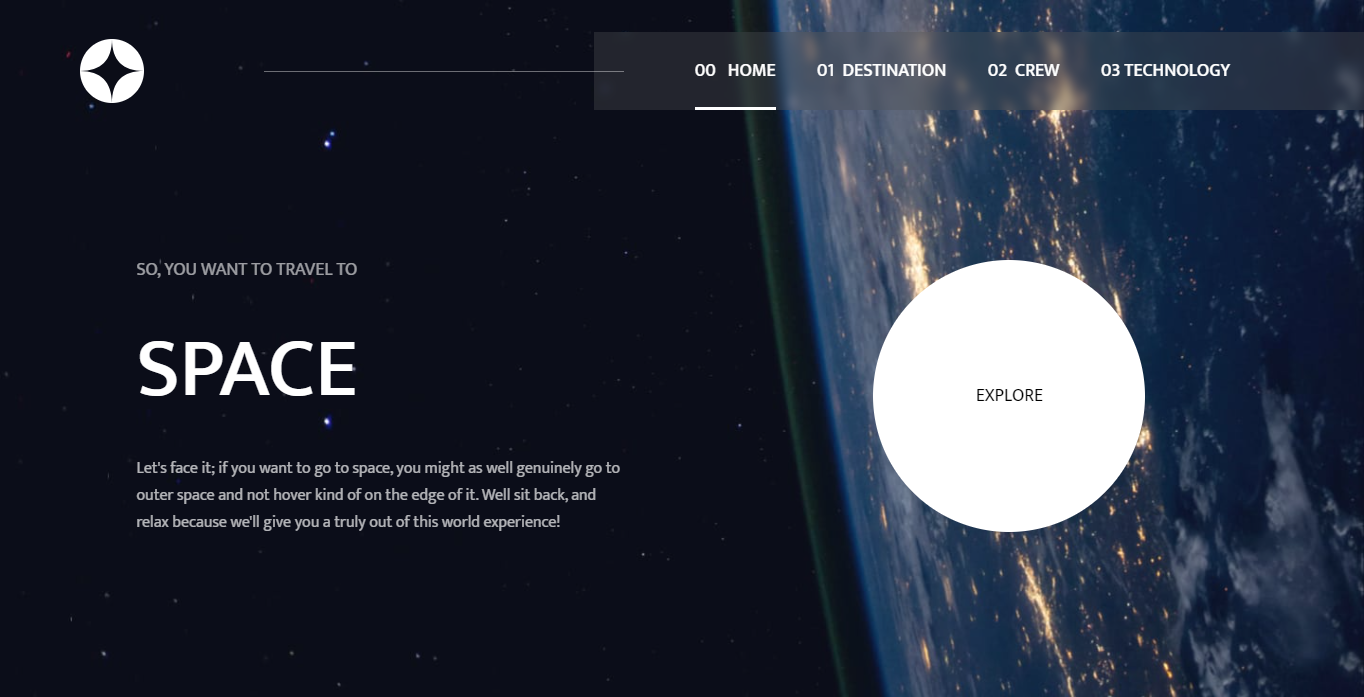 00 HOME 01 DESTINATION 02 CREW 03 TECHNOLOGY
SO, YOU WANT TO TRAVEL TO
SPACE
Let's face it; if you want to go to space, you might as well genuinely go to
outer space and not hover kind of on the edge of it. Well sit back, and
relax because we'll give you a truly out of this world experience!
EXPLORE